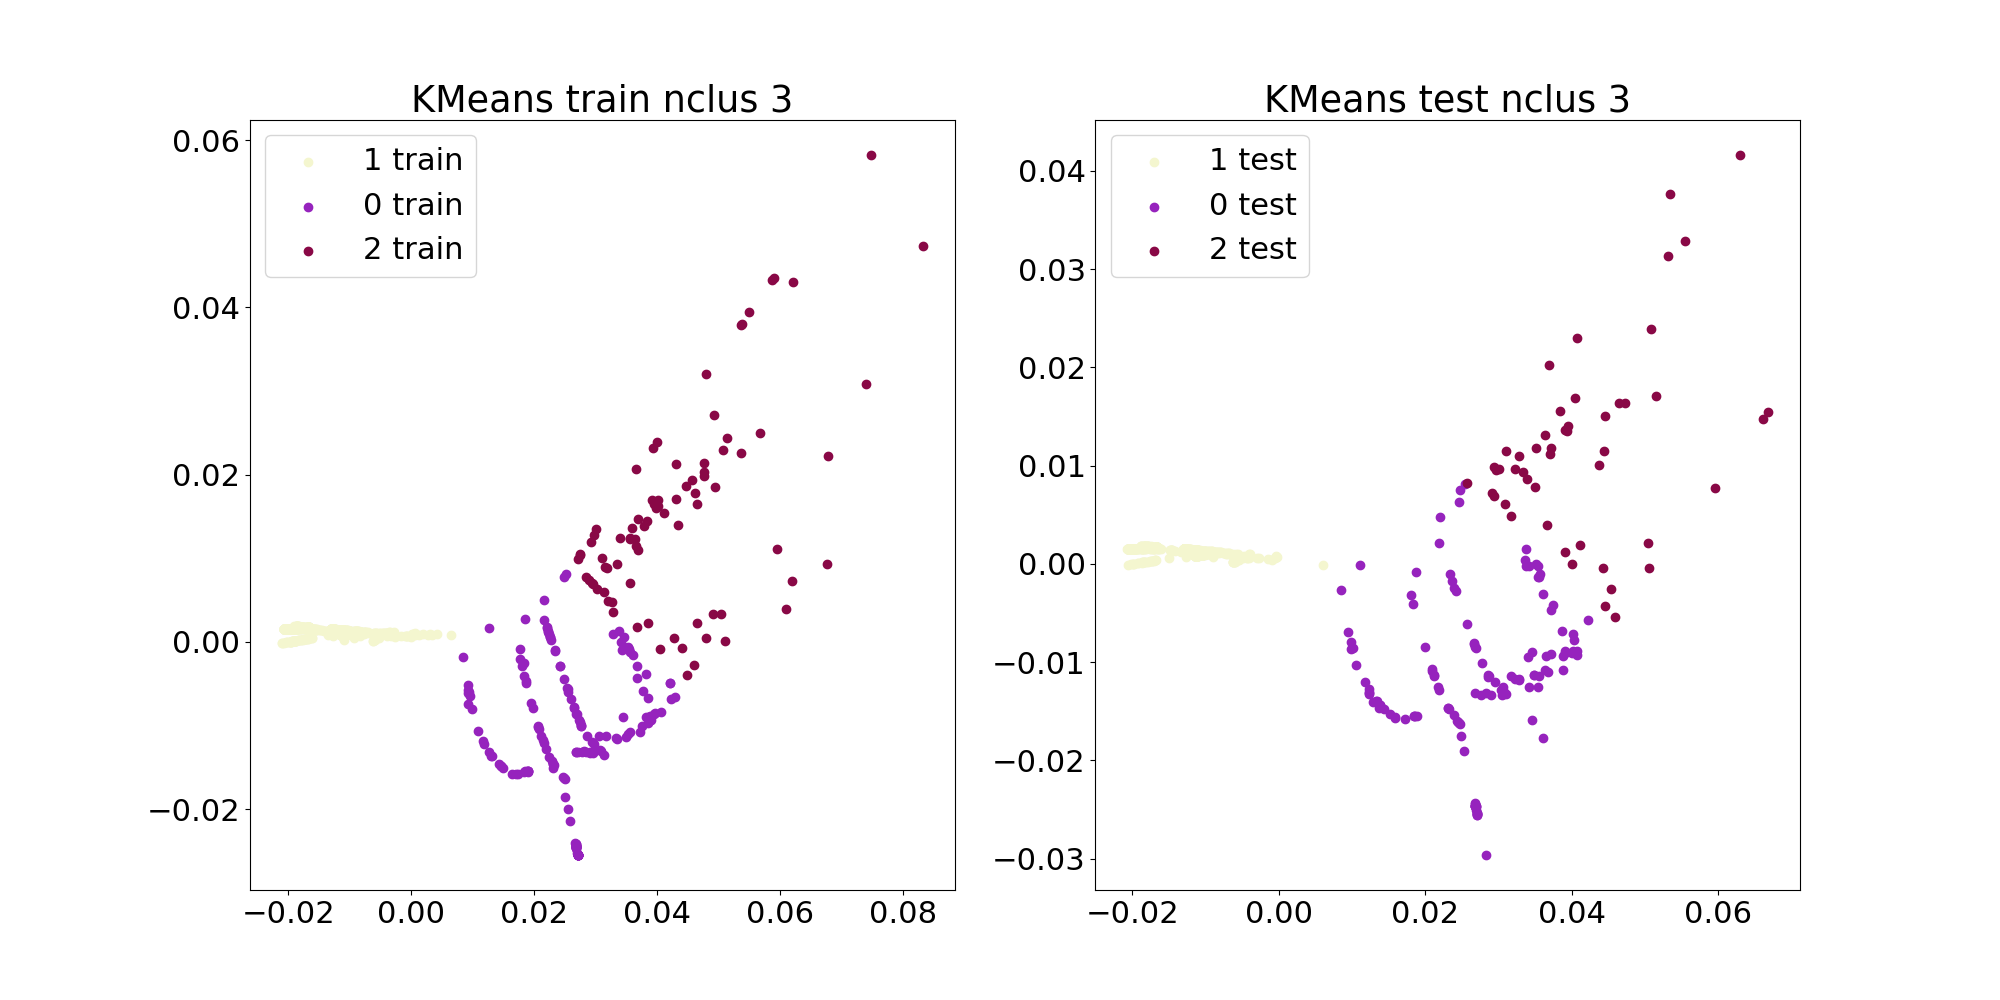 KMeans train nclus 3
1 train
0 train
2 train
0.06
0.04
0.02
0.00
−0.02
−0.02 0.00 0.02 0.04 0.06 0.08
KMeans test nclus 3
1 test
0 test
2 test
0.04
0.03
0.02
0.01
0.00
−0.01
−0.02
−0.03
−0.02 0.00 0.02 0.04 0.06